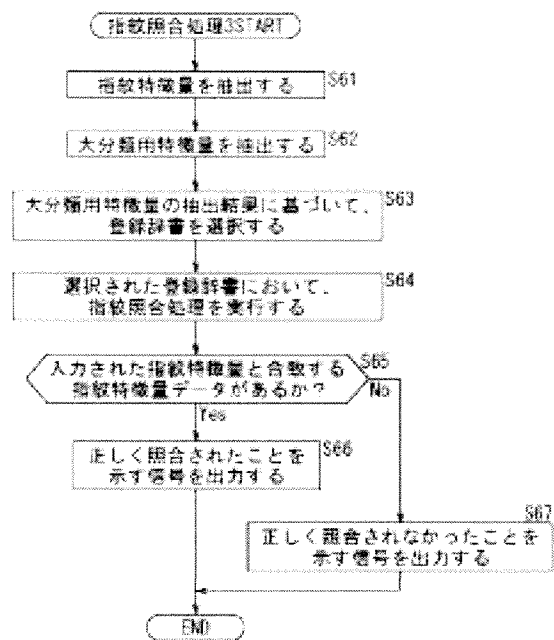 指紋照合処理3START
指紋特徴量を抽出する
S61
大分類用特徴量を抽出する
S62
大分類用特徴量の抽出結果に基づいて、
登録辞書を選択する
S63
選択された登録辞書において、
指紋照合処理を実行する
S64
入力された指紋特徴量と合致する
指紋特徴量データがあるか?
S65
No
Yes
正しく照合されたことを
示す信号を出力する
S66
正しく照合されなかったことを
示す信号を出力する
S67
END